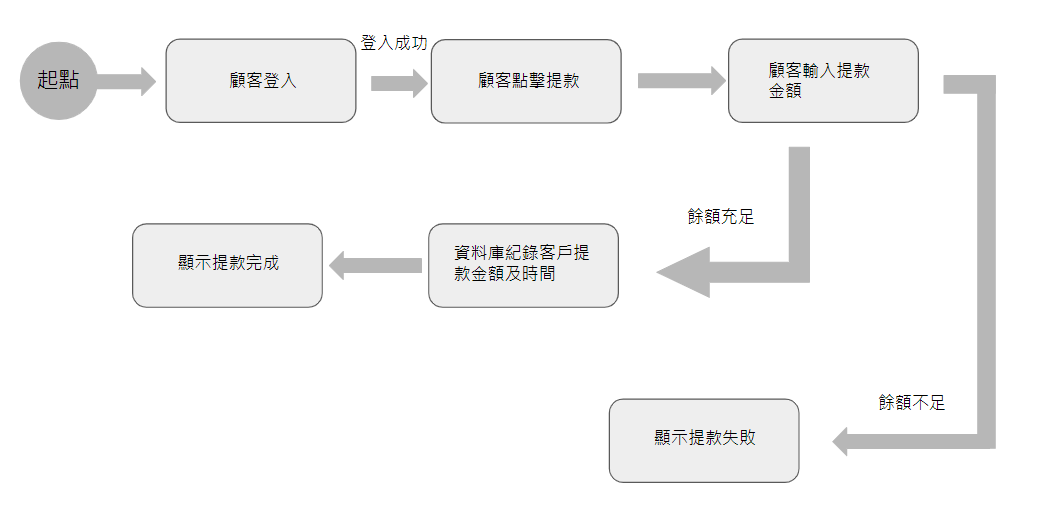 起點
顧客登入
登入成功
顧客點擊提款
顧客輸入提款
金額
餘額充足
資料庫紀錄客戶提
款金額及時間
顯示提款完成
餘額不足
顯示提款失敗